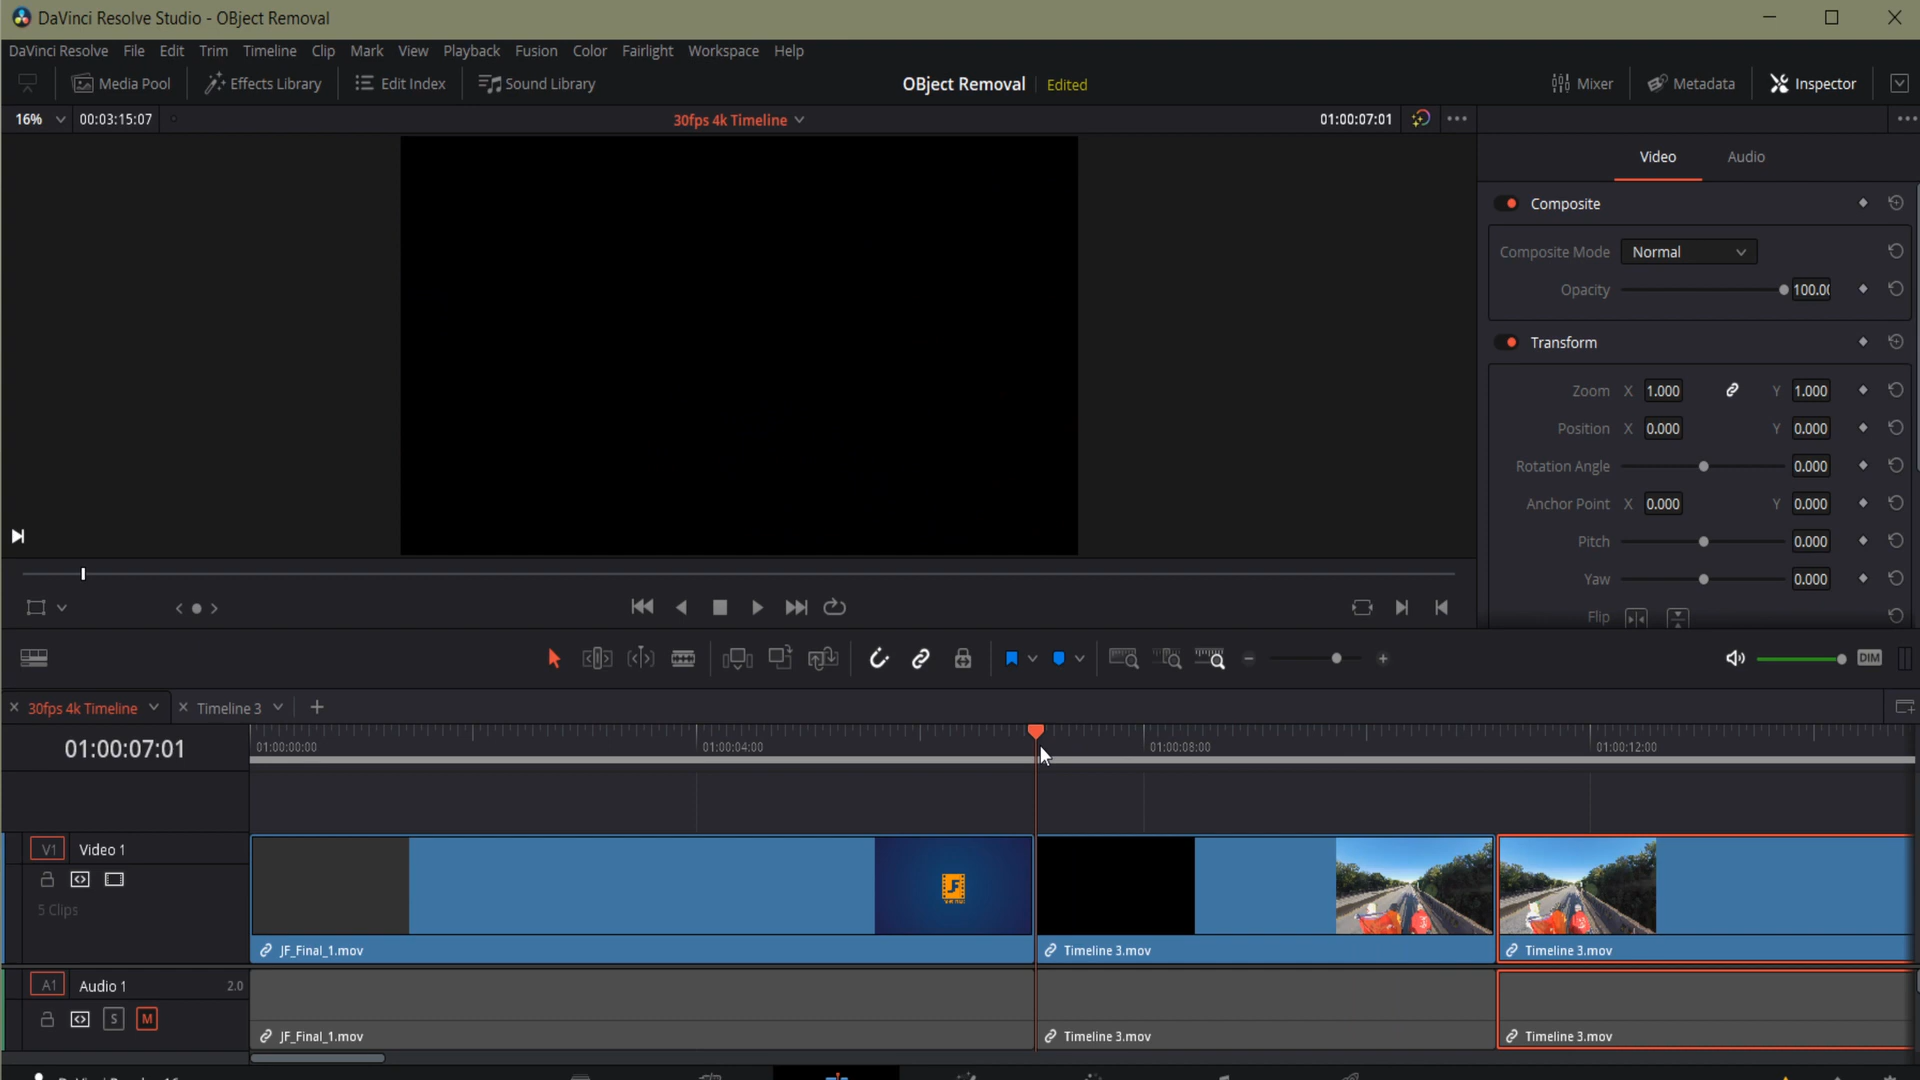 DaVinci Resolve Studio - OBject Removal
DaVinci Resolve File Edit Trim Timeline Clip Mark View Playback Fusion Color Fairlight Workspace Help
Media Pool Effects Library Edit Index Sound Library OBject Removal Edited Mixer Metadata Inspector
16% 00:03:15:07 30fps 4k Timeline 01:00:07:01
Video Audio
Composite
Composite Mode Normal
Opacity 100.00
Transform
Zoom X 1.000 Y 1.000
Position X 0.000 Y 0.000
Rotation Angle 0.000
Anchor Point X 0.000 Y 0.000
Pitch 0.000
Yaw 0.000
Flip
DIM
30fps 4k Timeline Timeline 3
01:00:07:01 01:00:00:00 01:00:04:00 01:00:08:00 01:00:12:00
V1 Video 1
5 Clips
JF_Final_1.mov Timeline 3.mov Timeline 3.mov
A1 Audio 1 2.0
S M
JF_Final_1.mov Timeline 3.mov Timeline 3.mov